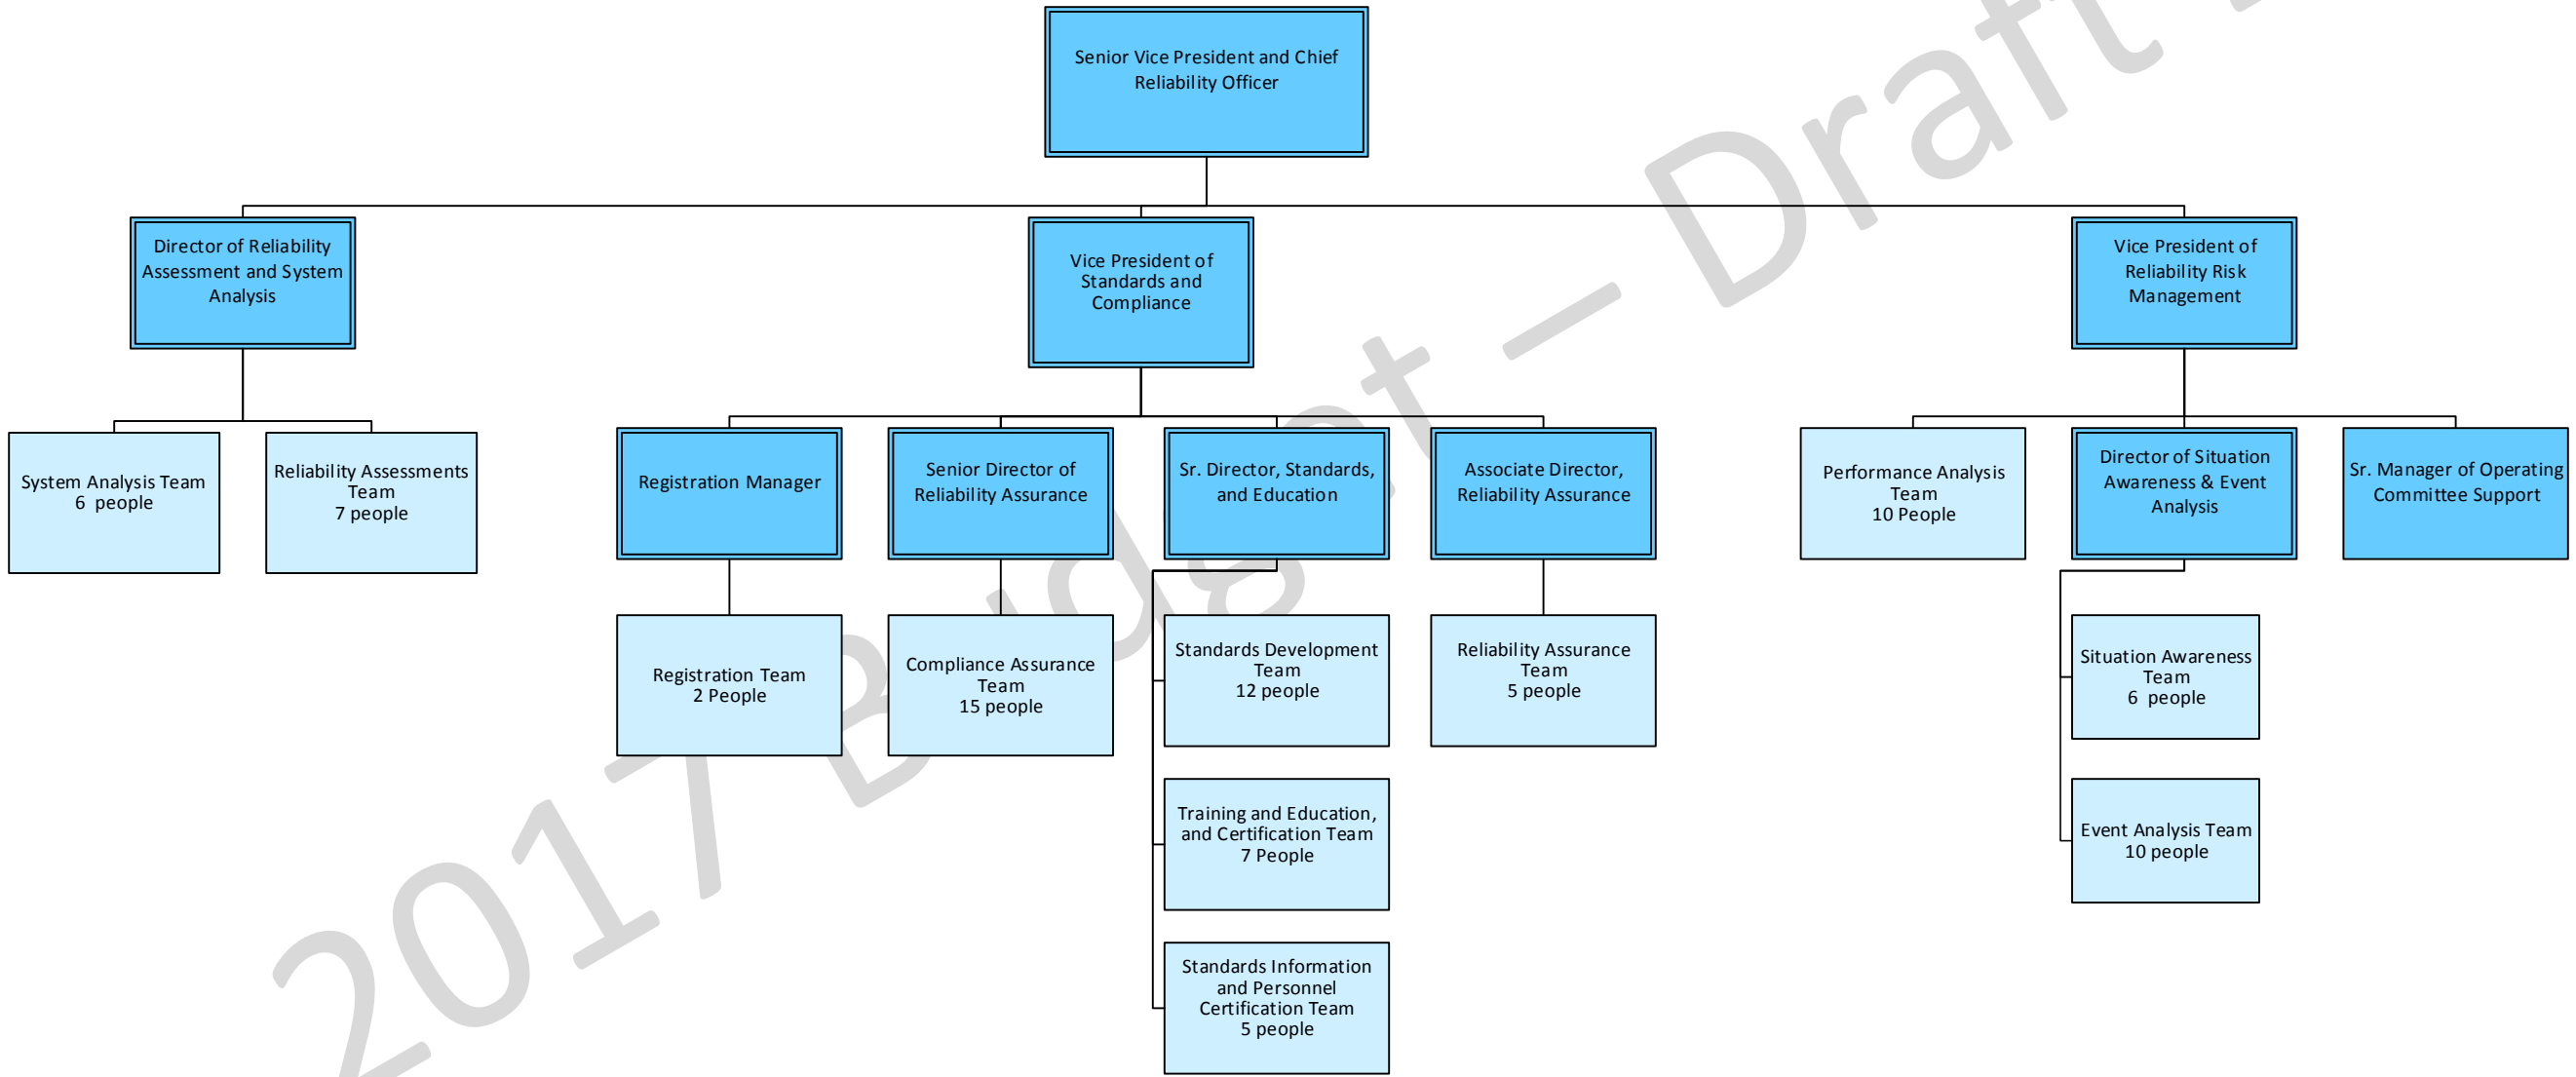 Senior Vice President and Chief
Reliability Officer
Director of Reliability
Assessment and System
Analysis
Vice President of
Standards and
Compliance
Vice President of
Reliability Risk
Management
System Analysis Team
6 people
Reliability Assessments
Team
7 people
Registration Manager
Senior Director of
Reliability Assurance
Sr. Director, Standards,
and Education
Associate Director,
Reliability Assurance
Performance Analysis
Team
10 People
Director of Situation
Awareness & Event
Analysis
Sr. Manager of Operating
Committee Support
Registration Team
2 People
Compliance Assurance
Team
15 people
Standards Development
Team
12 people
Reliability Assurance
Team
5 people
Situation Awareness
Team
6 people
Training and Education,
and Certification Team
7 People
Event Analysis Team
10 people
Standards Information
and Personnel
Certification Team
5 people
2017 Budget – Draft